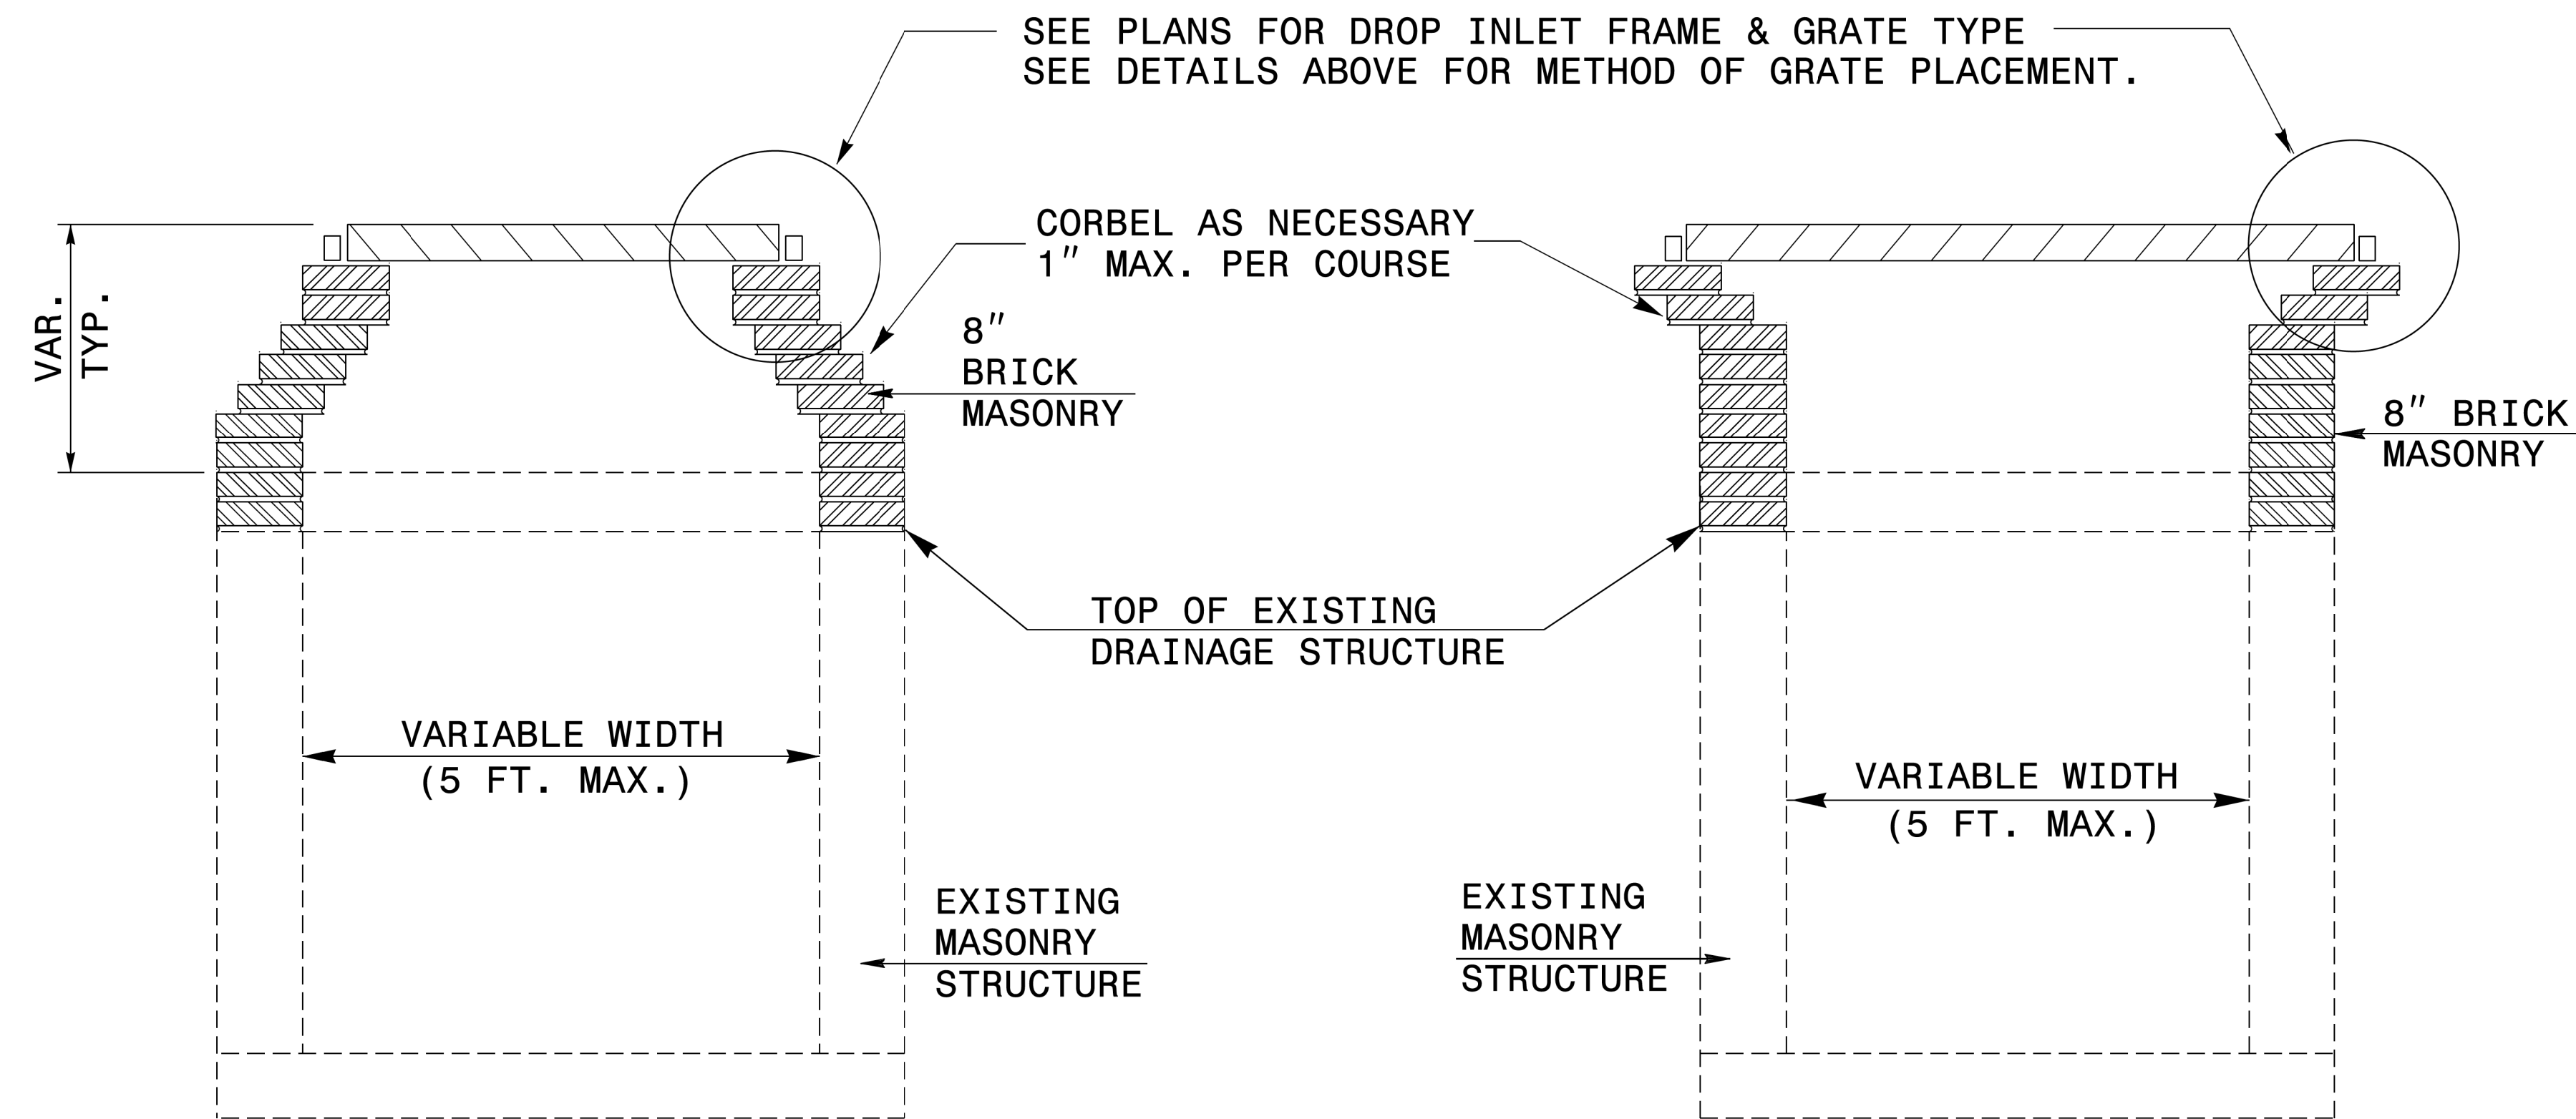 SEE PLANS FOR DROP INLET FRAME & GRATE TYPE
SEE DETAILS ABOVE FOR METHOD OF GRATE PLACEMENT.
VAR.
TYP.
CORBEL AS NECESSARY
1" MAX. PER COURSE
8"
BRICK
MASONRY
8" BRICK
MASONRY
TOP OF EXISTING
DRAINAGE STRUCTURE
VARIABLE WIDTH
(5 FT. MAX.)
VARIABLE WIDTH
(5 FT. MAX.)
EXISTING
MASONRY
STRUCTURE
EXISTING
MASONRY
STRUCTURE